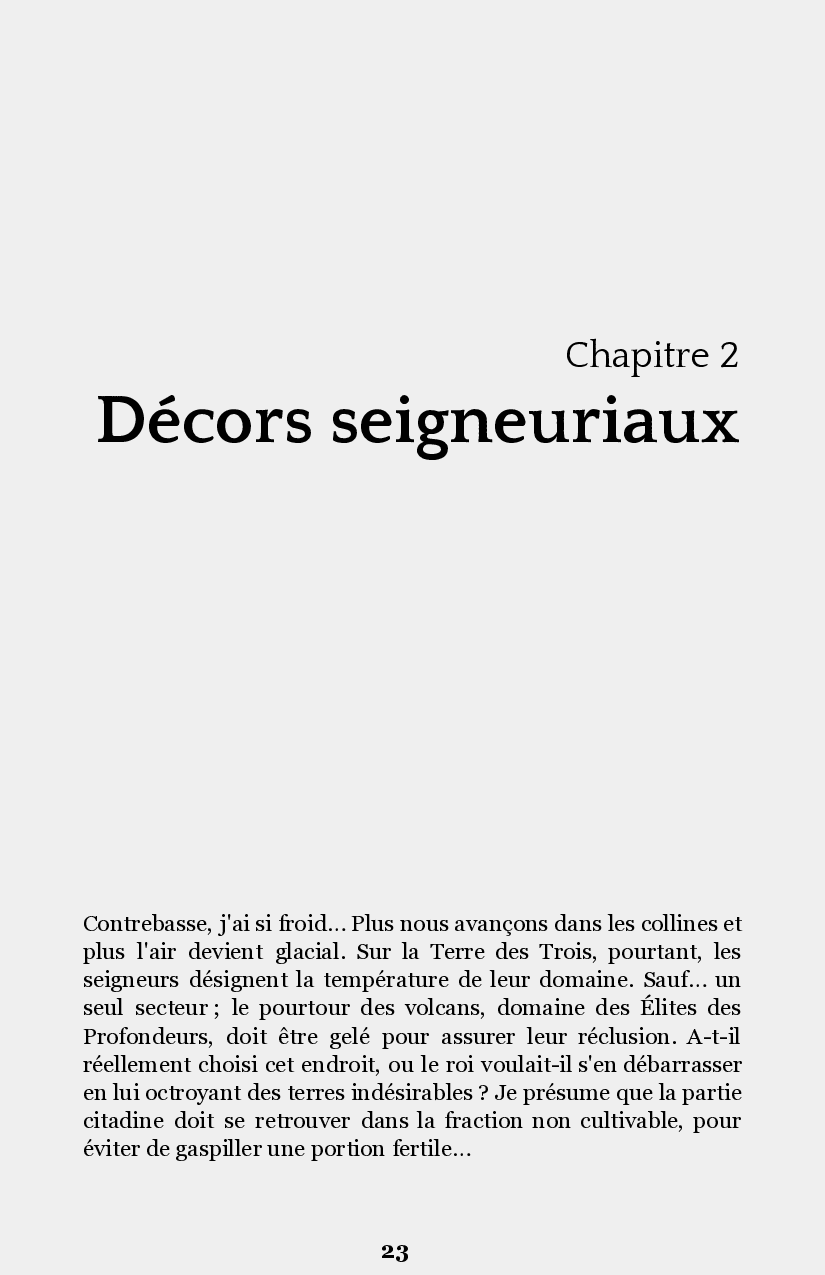 Chapitre 2
Décors seigneuriaux
Contrebasse, j'ai si froid... Plus nous avançons dans les collines et
plus l'air devient glacial. Sur la Terre des Trois, pourtant, les
seigneurs désignent la température de leur domaine. Sauf... un
seul secteur ; le pourtour des volcans, domaine des Élites des
Profondeurs, doit être gelé pour assurer leur réclusion. A-t-il
réellement choisi cet endroit, ou le roi voulait-il s'en débarrasser
en lui octroyant des terres indésirables ? Je présume que la partie
citadine doit se retrouver dans la fraction non cultivable, pour
éviter de gaspiller une portion fertile...
23